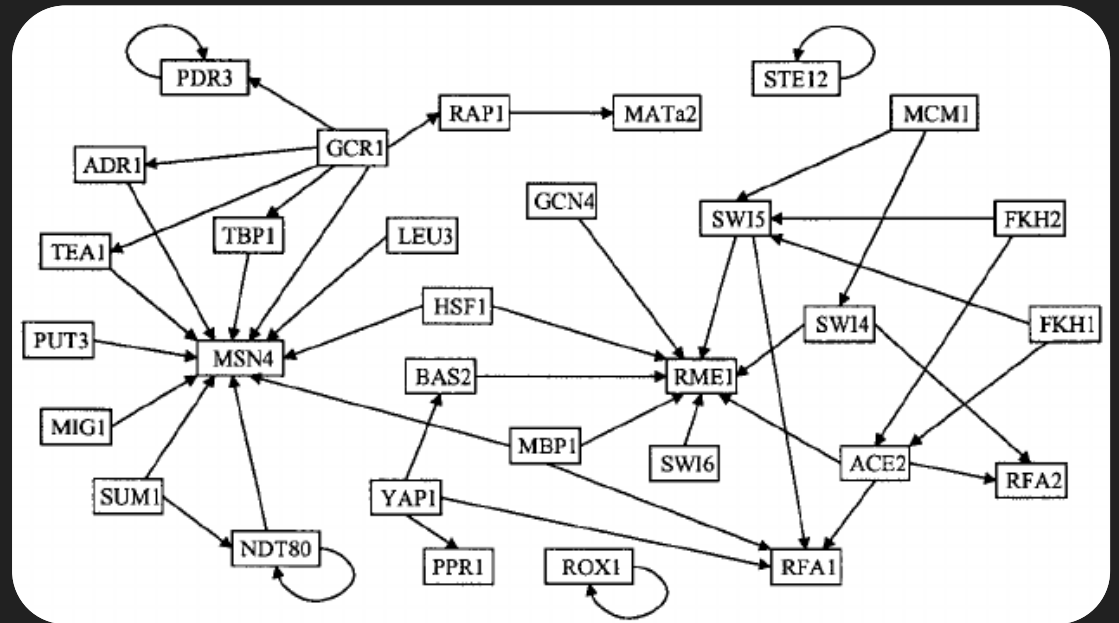 PDR3
STE12
RAP1
MATa2
MCM1
GCR1
ADR1
GCN4
SWI5
FKH2
TBP1
LEU3
TEA1
HSF1
SWI4
FKH1
PUT3
MSN4
BAS2
RME1
MIG1
MBP1
SWI6
ACE2
RFA2
SUM1
YAP1
NDT80
PPR1
ROX1
RFA1